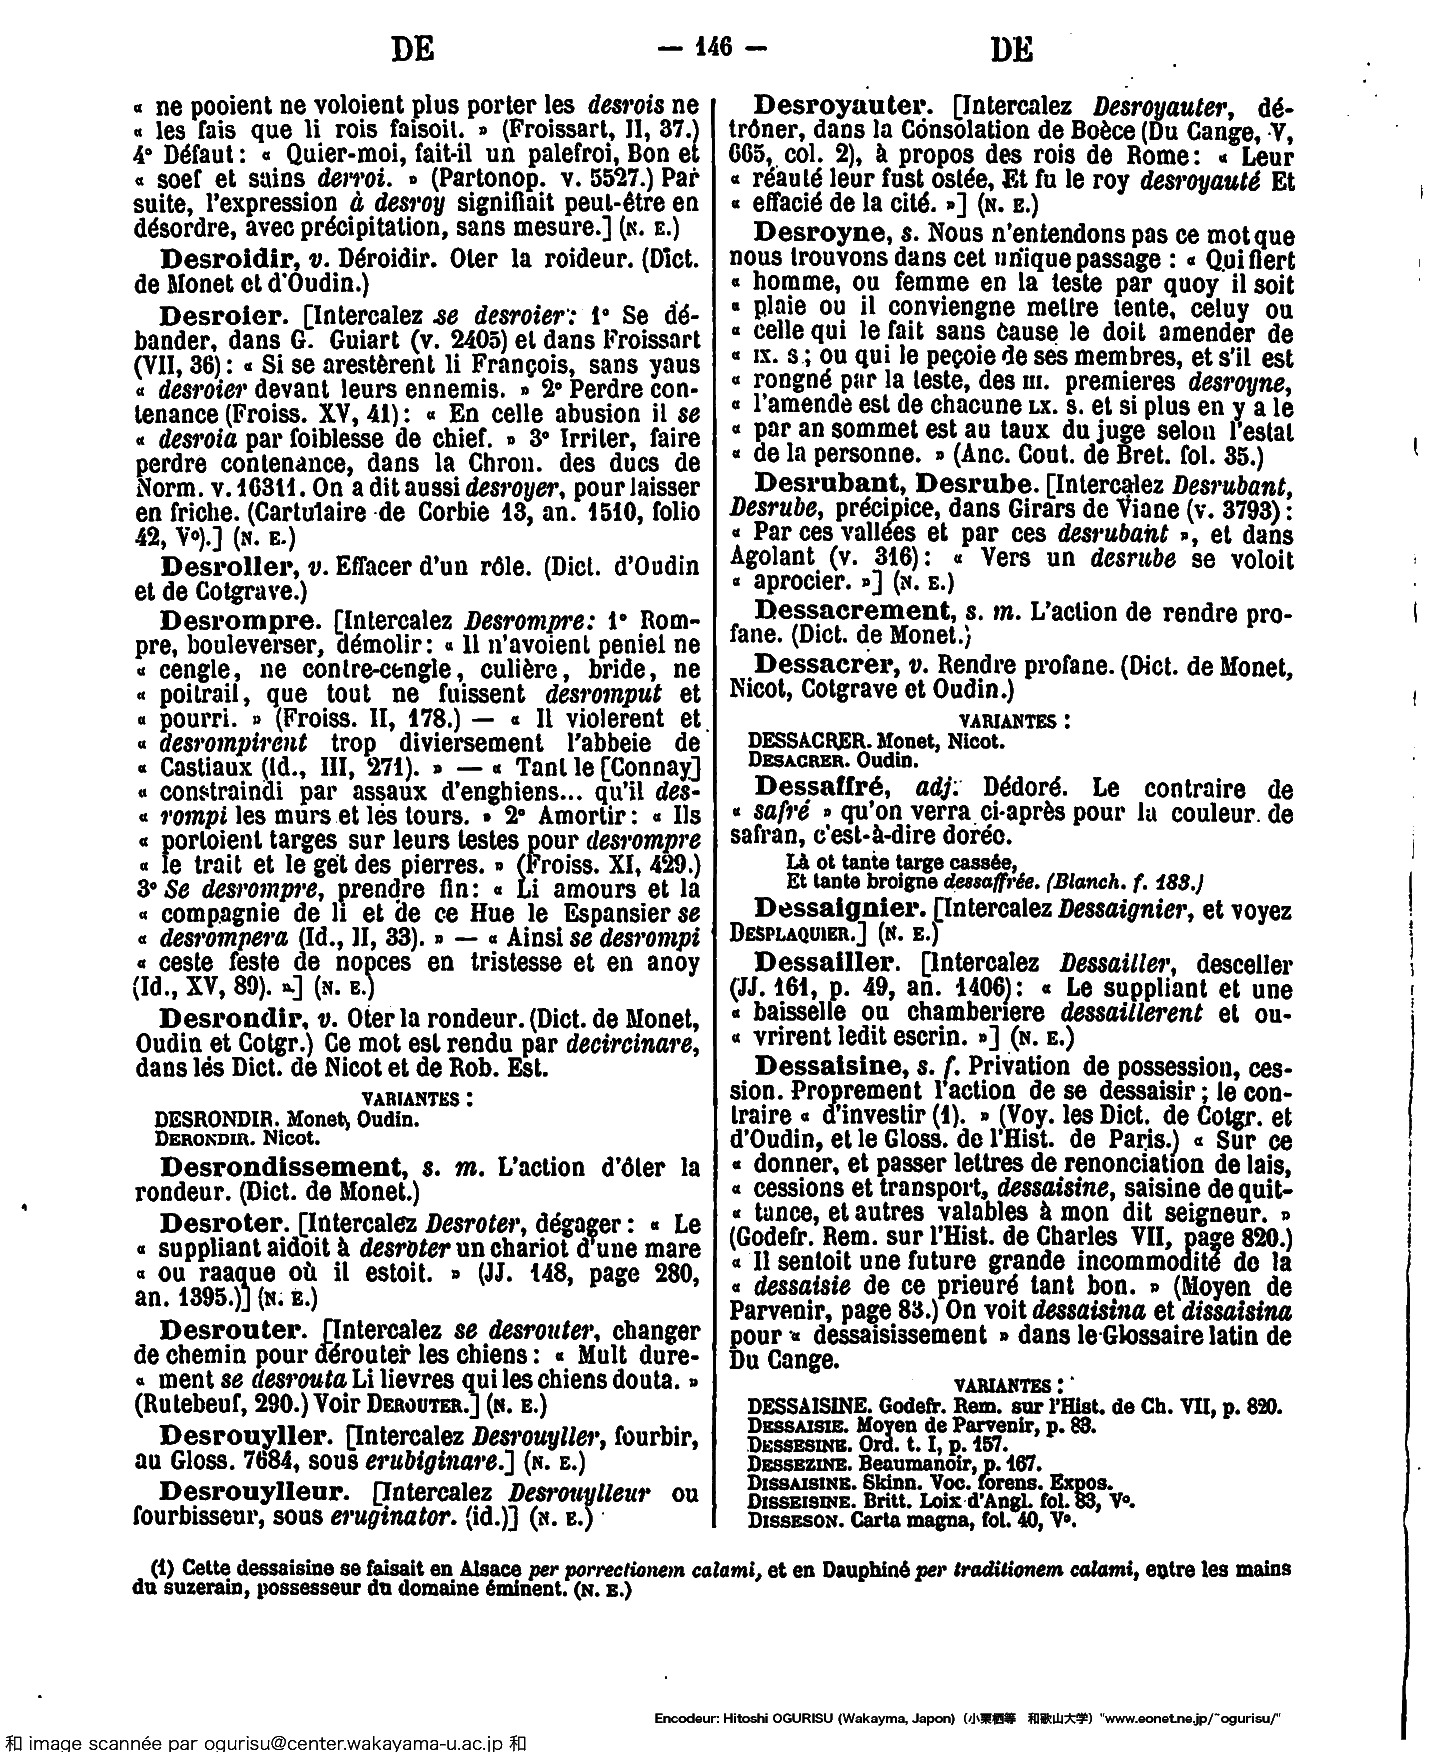 DE — 146 — DE
« ne pooient ne voloient plus porter les desrois ne
« les fais que li rois faisoit. » (Froissart, II, 37.)
4° Défaut : « Quier-moi, fait-il un palefroi, Bon et
« soef et sains derroi. » (Partonop. v. 5527.) Par
suite, l'expression à desroy signifiait peut-être en
désordre, avec précipitation, sans mesure.] (N. E.)
Desroidir, v. Déroidir. Oter la roideur. (Dict.
de Monet et d'Oudin.)
Desroier. [Intercalez se desroier : 1° Se dé-
bander, dans G. Guiart (v. 2405) et dans Froissart
(VII, 36) : « Si se arestèrent li François, sans yaus
« desroier devant leurs ennemis. » 2° Perdre con-
tenance (Froiss. XV, 41) : « En celle abusion il se
« desroia par foiblesse de chief. » 3° Irriter, faire
perdre contenance, dans la Chron. des ducs de
Norm. v. 16311. On a dit aussi desroyer, pour laisser
en friche. (Cartulaire de Corbie 13, an. 1510, folio
42, V°).] (N. E.)
Desroller, v. Effacer d'un rôle. (Dict. d'Oudin
et de Cotgrave.)
Desrompre. [Intercalez Desrompre : 1° Rom-
pre, bouleverser, démolir : « Il n'avoient peniel ne
« cengle, ne contre-cengle, culière, bride, ne
« poitrail, que tout ne fuissent desromput et
« pourri. » (Froiss. II, 178.) — « Il violerent et
« desrompirent trop diviersement l'abbeie de
« Castiaux (Id., III, 271). » — « Tant le [Connay]
« constraindi par assaux d'enghiens... qu'il des-
« rompi les murs et les tours. » 2° Amortir : « Ils
« portoient targes sur leurs testes pour desrompre
« le trait et le get des pierres. » (Froiss. XI, 429.)
3° Se desrompre, prendre fin : « Li amours et la
« compagnie de li et de ce Hue le Espansier se
« desrompera (Id., II, 33). » — « Ainsi se desrompi
« ceste feste de nopces en tristesse et en anoy
(Id., XV, 89). »] (N. E.)
Desrondir, v. Oter la rondeur. (Dict. de Monet,
Oudin et Cotgr.) Ce mot est rendu par decircinare,
dans les Dict. de Nicot et de Rob. Est.
VARIANTES :
DESRONDIR. Monet, Oudin.
DERONDIR. Nicot.
Desrondissement, s. m. L'action d'ôter la
rondeur. (Dict. de Monet.)
Desroter. [Intercalez Desroter, dégager : « Le
« suppliant aidoit à desroter un chariot d'une mare
« ou raaque où il estoit. » (JJ. 148, page 280,
an. 1395.)] (N. E.)
Desrouter. [Intercalez se desrouter, changer
de chemin pour dérouter les chiens : « Mult dure-
« ment se desrouta Li lievres qui les chiens douta. »
(Rutebeuf, 290.) Voir DEROUTER.] (N. E.)
Desrouyller. [Intercalez Desrouyller, fourbir,
au Gloss. 7684, sous erubiginare.] (N. E.)
Desrouylleur. [Intercalez Desrouylleur ou
fourbisseur, sous eruginator. (id.)] (N. E.)
Desroyauter. [Intercalez Desroyauter, dé-
trôner, dans la Consolation de Boèce (Du Cange, V,
665, col. 2), à propos des rois de Rome : « Leur
« réauté leur fust ostée, Et fu le roy desroyauté Et
« effacié de la cité. »] (N. E.)
Desroyne, s. Nous n'entendons pas ce mot que
nous trouvons dans cet unique passage : « Qui fiert
« homme, ou femme en la teste par quoy il soit
« plaie ou il conviengne mettre tente, celuy ou
« celle qui le fait sans cause le doit amender de
« IX. s ; ou qui le peçoie de ses membres, et s'il est
« rongné par la teste, des III. premieres desroyne,
« l'amende est de chacune LX. s. et si plus en y a le
« par an sommet est au taux du juge selon l'estat
« de la personne. » (Anc. Cout. de Bret. fol. 35.)
Desrubant, Desrube. [Intercalez Desrubant,
Desrube, précipice, dans Girars de Viane (v. 3793) :
« Par ces vallées et par ces desrubant », et dans
Agolant (v. 316) : « Vers un desrube se voloit
« aprocier. »] (N. E.)
Dessacrement, s. m. L'action de rendre pro-
fane. (Dict. de Monet.)
Dessacrer, v. Rendre profane. (Dict. de Monet,
Nicot, Cotgrave et Oudin.)
VARIANTES :
DESSACRER. Monet, Nicot.
DESACRER. Oudin.
Dessaffré, adj. Dédoré. Le contraire de
« safré » qu'on verra ci-après pour la couleur de
safran, c'est-à-dire dorée.
Là ot tante targe cassée,
Et tante broigne dessaffrée. (Blanch. f. 183.)
Dessaignier. [Intercalez Dessaignier, et voyez
DESPLAQUIER.] (N. E.)
Dessailler. [Intercalez Dessailler, desceller
(JJ. 161, p. 49, an. 1406) : « Le suppliant et une
« baisselle ou chamberiere dessaillerent et ou-
« vrirent ledit escrin. »] (N. E.)
Dessaisine, s. f. Privation de possession, ces-
sion. Proprement l'action de se dessaisir ; le con-
traire « d'investir (1). » (Voy. les Dict. de Cotgr. et
d'Oudin, et le Gloss. de l'Hist. de Paris.) « Sur ce
« donner, et passer lettres de renonciation de lais,
« cessions et transport, dessaisine, saisine de quit-
« tance, et autres valables à mon dit seigneur. »
(Godefr. Rem. sur l'Hist. de Charles VII, page 820.)
« Il sentoit une future grande incommodité de la
« dessaisie de ce prieuré tant bon. » (Moyen de
Parvenir, page 83.) On voit dessaisina et dissaisina
pour « dessaisissement » dans le Glossaire latin de
Du Cange.
VARIANTES :
DESSAISINE. Godefr. Rem. sur l'Hist. de Ch. VII, p. 820.
DESSAISIE. Moyen de Parvenir, p. 83.
DESSESINE. Ord. t. I, p. 157.
DESSEZINE. Beaumanoir, p. 167.
DISSAISINE. Skinn. Voc. forens. Expos.
DISSEISINE. Britt. Loix d'Angl. fol. 83, V°.
DISSESON. Carta magna, fol. 40, V°.
(1) Cette dessaisine se faisait en Alsace per porrectionem calami, et en Dauphiné per traditionem calami, entre les mains
du suzerain, possesseur du domaine éminent. (N. E.)
Encodeur: Hitoshi OGURISU (Wakayma, Japon) (小栗栖等 和歌山大学) "www.eonet.ne.jp/~ogurisu/"
和 image scannée par ogurisu@center.wakayama-u.ac.jp 和